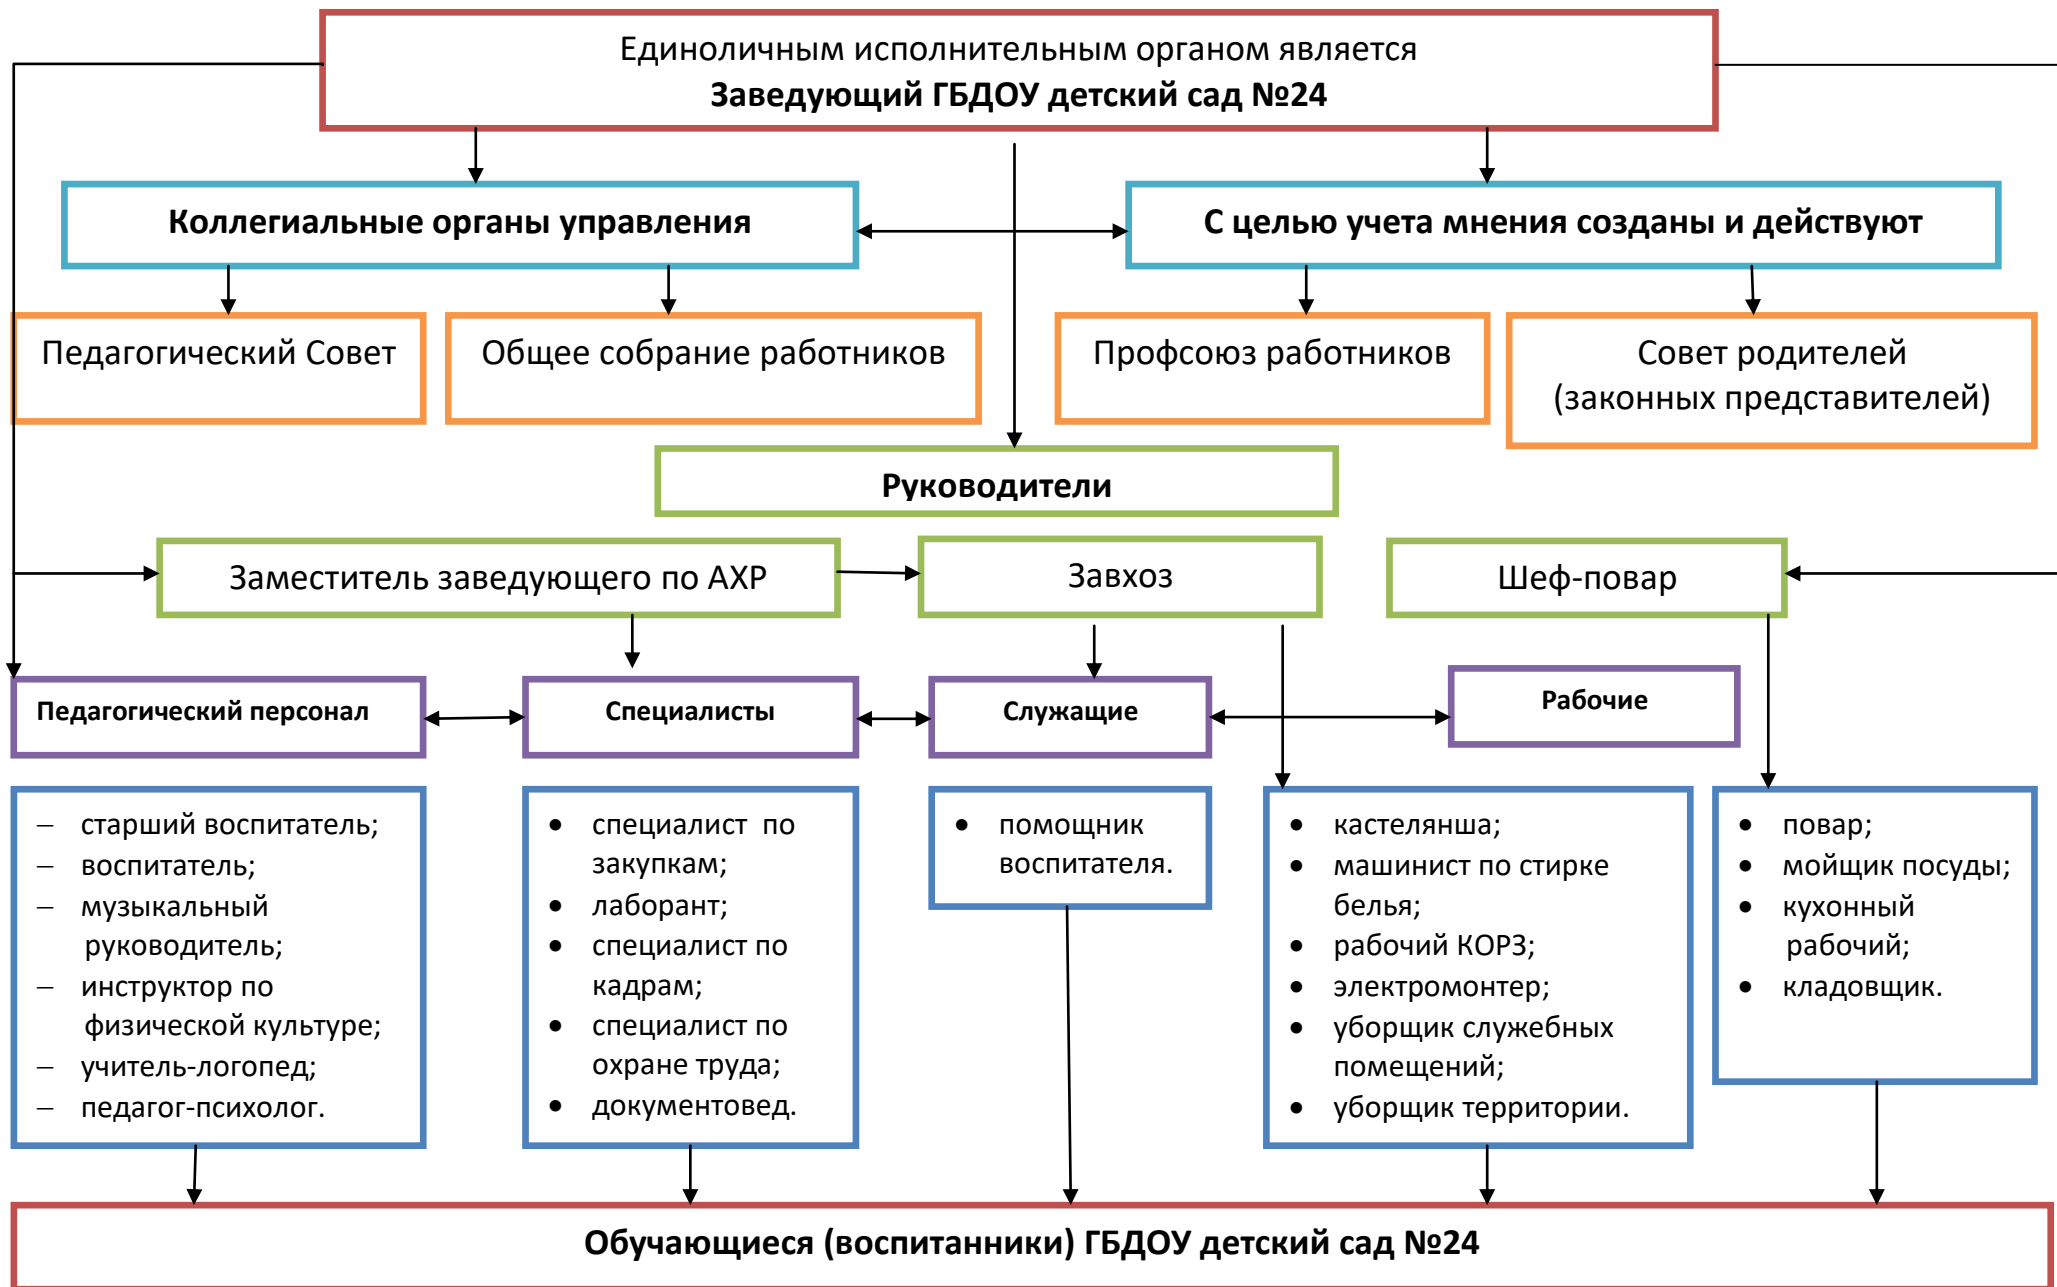 Единоличным исполнительным органом является
Заведующий ГБДОУ детский сад №24
Коллегиальные органы управления
С целью учета мнения созданы и действуют
Педагогический Совет
Общее собрание работников
Профсоюз работников
Совет родителей
(законных представителей)
Руководители
Заместитель заведующего по АХР
Завхоз
Шеф-повар
Педагогический персонал
Специалисты
Служащие
Рабочие
– старший воспитатель;
– воспитатель;
– музыкальный
руководитель;
– инструктор по
физической культуре;
– учитель-логопед;
– педагог-психолог.
• специалист по
закупкам;
• лаборант;
• специалист по
кадрам;
• специалист по
охране труда;
• документовед.
• помощник
воспитателя.
• кастелянша;
• машинист по стирке
белья;
• рабочий КОРЗ;
• электромонтер;
• уборщик служебных
помещений;
• уборщик территории.
• повар;
• мойщик посуды;
• кухонный
рабочий;
• кладовщик.
Обучающиеся (воспитанники) ГБДОУ детский сад №24